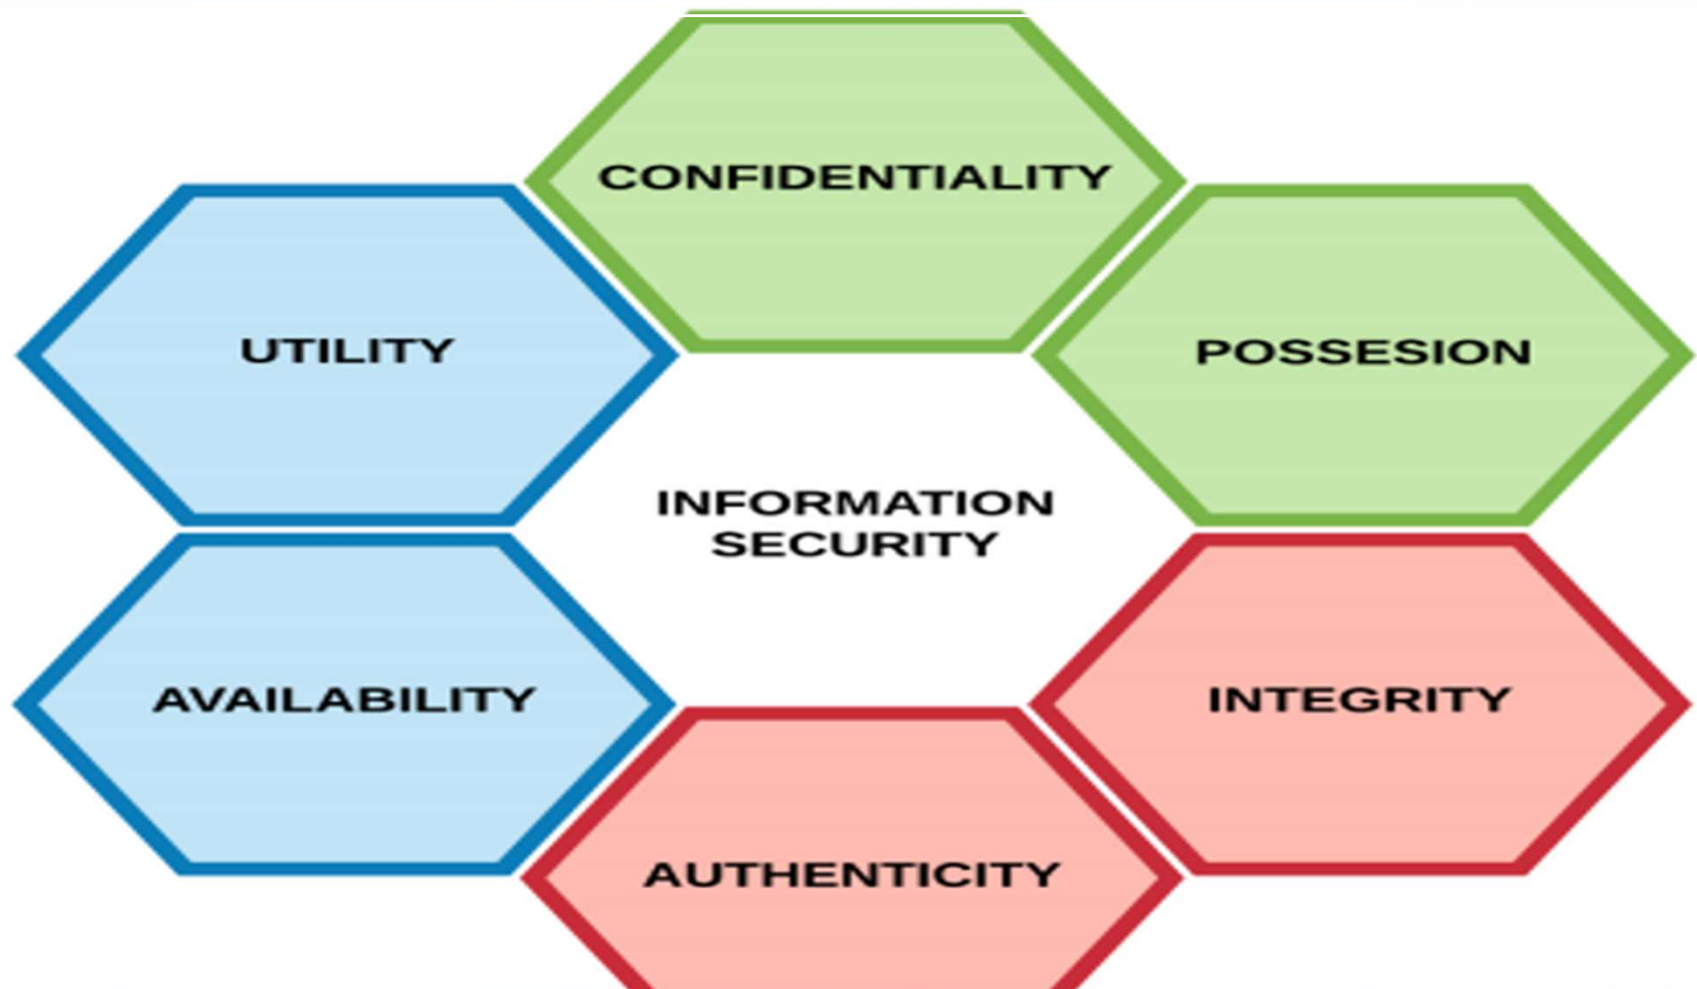 CONFIDENTIALITY
UTILITY
POSSESION
INFORMATION
SECURITY
AVAILABILITY
INTEGRITY
AUTHENTICITY